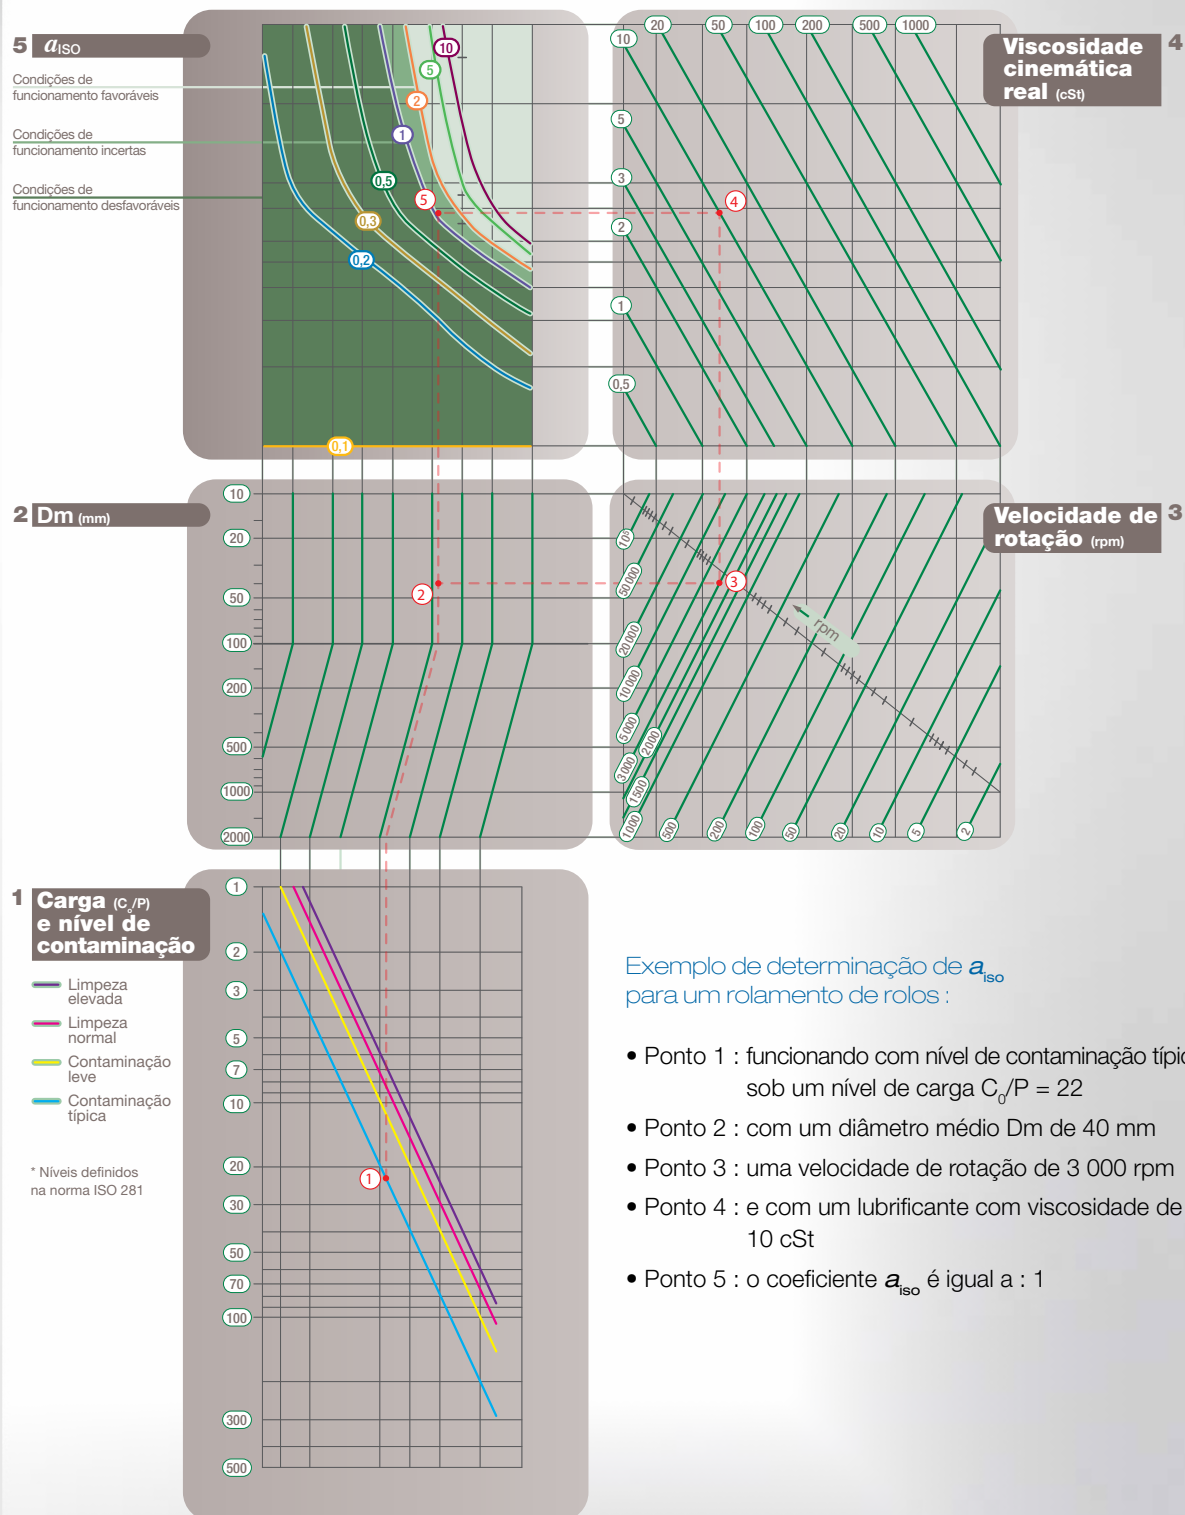 5 aISO
Condições de
funcionamento favoráveis
Condições de
funcionamento incertas
Condições de
funcionamento desfavoráveis
10
5
2
1
0,5
0,3
0,2
0,1
5
4 Viscosidade
cinemática
real (cSt)
20 50 100 200 500 1000
10
5
3
2
1
0,5
4
2 Dm (mm)
10
20
50
100
200
500
1000
2000
2
3 Velocidade de
rotação (rpm)
10⁵
50 000
20 000
10 000
5 000
3 000
2000
1500
1000 500 200 100 50 20 10 5 2
3
rpm
1 Carga (C₀/P)
e nível de
contaminação
Limpeza
elevada
Limpeza
normal
Contaminação
leve
Contaminação
típica
* Níveis definidos
na norma ISO 281
1
2
3
5
7
10
20
30
50
70
100
300
500
1
Exemplo de determinação de aiso
para um rolamento de rolos :
• Ponto 1 : funcionando com nível de contaminação típic
sob um nível de carga C₀/P = 22
• Ponto 2 : com um diâmetro médio Dm de 40 mm
• Ponto 3 : uma velocidade de rotação de 3 000 rpm
• Ponto 4 : e com um lubrificante com viscosidade de
10 cSt
• Ponto 5 : o coeficiente aiso é igual a : 1